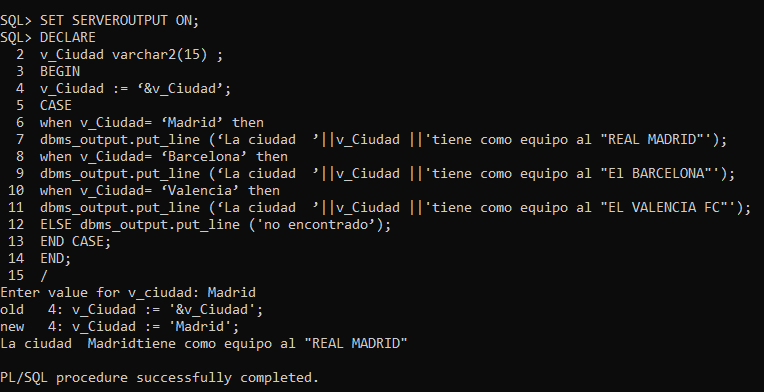 SQL> SET SERVEROUTPUT ON;
SQL> DECLARE
  2  v_Ciudad varchar2(15) ;
  3  BEGIN
  4  v_Ciudad := ‘&v_Ciudad’;
  5  CASE
  6  when v_Ciudad= ‘Madrid’ then
  7  dbms_output.put_line (‘La ciudad  ’||v_Ciudad ||'tiene como equipo al "REAL MADRID"');
  8  when v_Ciudad= ‘Barcelona’ then
  9  dbms_output.put_line (‘La ciudad  ’||v_Ciudad ||'tiene como equipo al "El BARCELONA"');
 10  when v_Ciudad= ‘Valencia’ then
 11  dbms_output.put_line (‘La ciudad  ’||v_Ciudad ||'tiene como equipo al "EL VALENCIA FC"');
 12  ELSE dbms_output.put_line ('no encontrado’);
 13  END CASE;
 14  END;
 15  /
Enter value for v_ciudad: Madrid
old   4: v_Ciudad := '&v_Ciudad';
new   4: v_Ciudad := 'Madrid';
La ciudad  Madridtiene como equipo al "REAL MADRID"

PL/SQL procedure successfully completed.